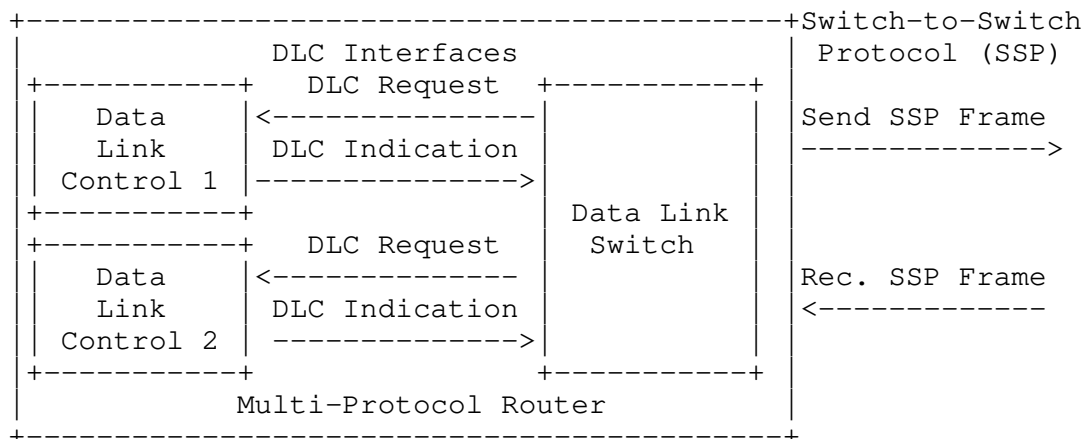 Switch-to-Switch
DLC Interfaces Protocol (SSP)
DLC Request
Data Send SSP Frame
Link DLC Indication
Control 1
Data Link
DLC Request Switch
Data Rec. SSP Frame
Link DLC Indication
Control 2
Multi-Protocol Router